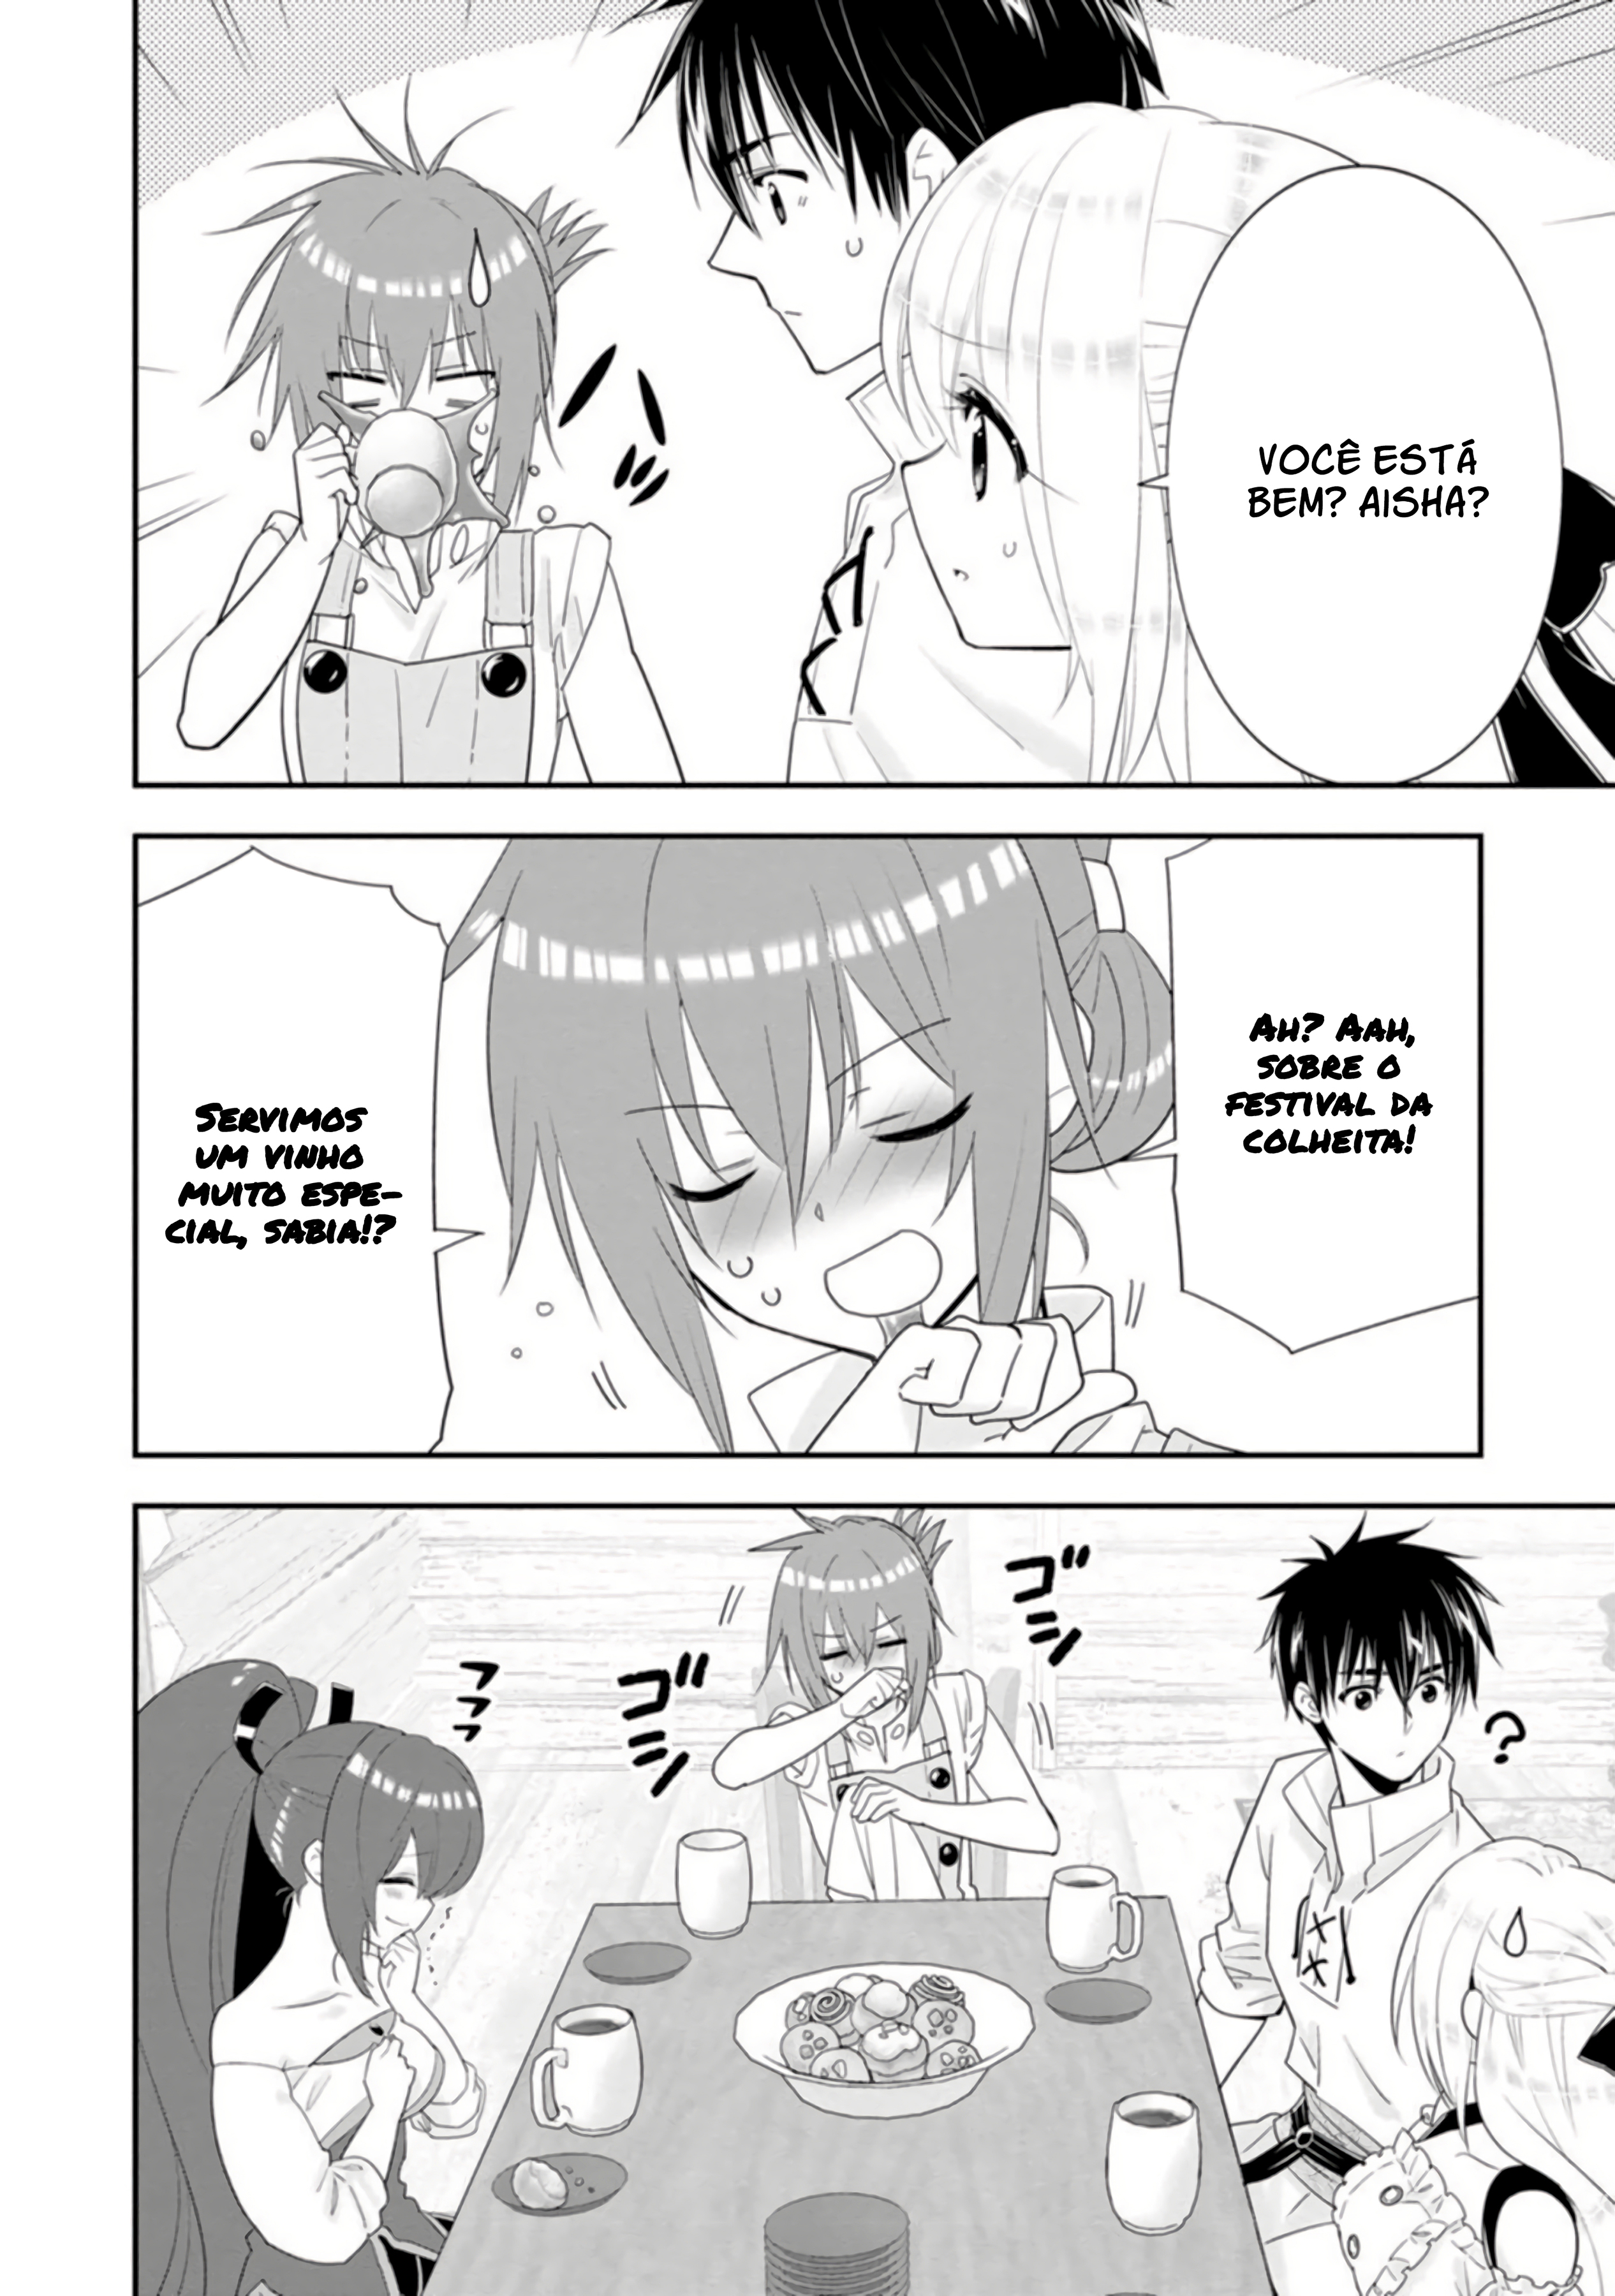 VOCÊ ESTÁ
BEM? AISHA?
AH? AAH,
SOBRE O
FESTIVAL DA
COLHEITA!
SERVIMOS
UM VINHO
MUITO ESPE-
CIAL, SABIA!?
ゴシ
ゴシ
?
フフフ